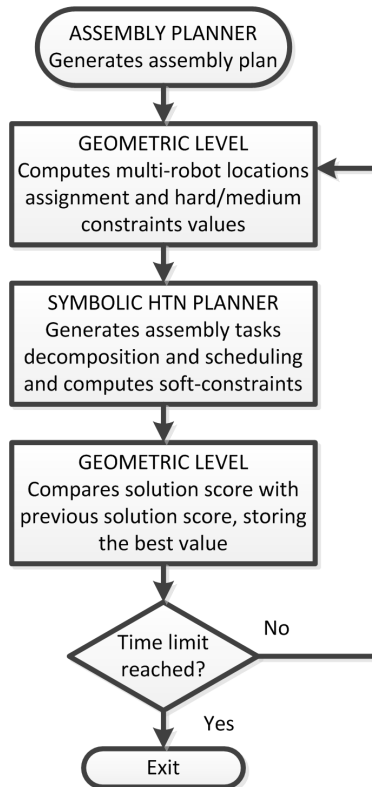 ASSEMBLY PLANNER
Generates assembly plan
GEOMETRIC LEVEL
Computes multi-robot locations
assignment and hard/medium
constraints values
SYMBOLIC HTN PLANNER
Generates assembly tasks
decomposition and scheduling
and computes soft-constraints
GEOMETRIC LEVEL
Compares solution score with
previous solution score, storing
the best value
Time limit
reached?
No
Yes
Exit